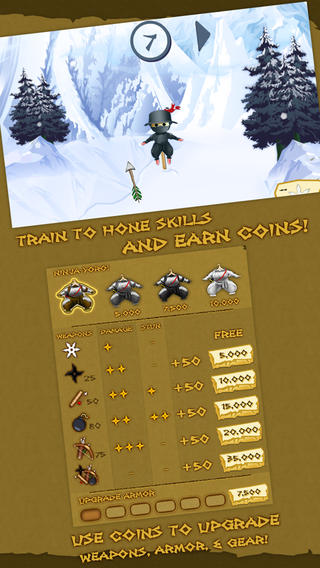 7
TRAIN TO HONE SKILLS
AND EARN COINS!
NINJA YOROI
5,000 7,500 10,000
WEAPONS DAMAGE STUN FREE
+50 5,000
25 +50 10,000
50 +50 15,000
80 +50 20,000
75 +50 35,000
UPGRADE ARMOR 7,500
USE COINS TO UPGRADE
WEAPONS, ARMOR, & GEAR!